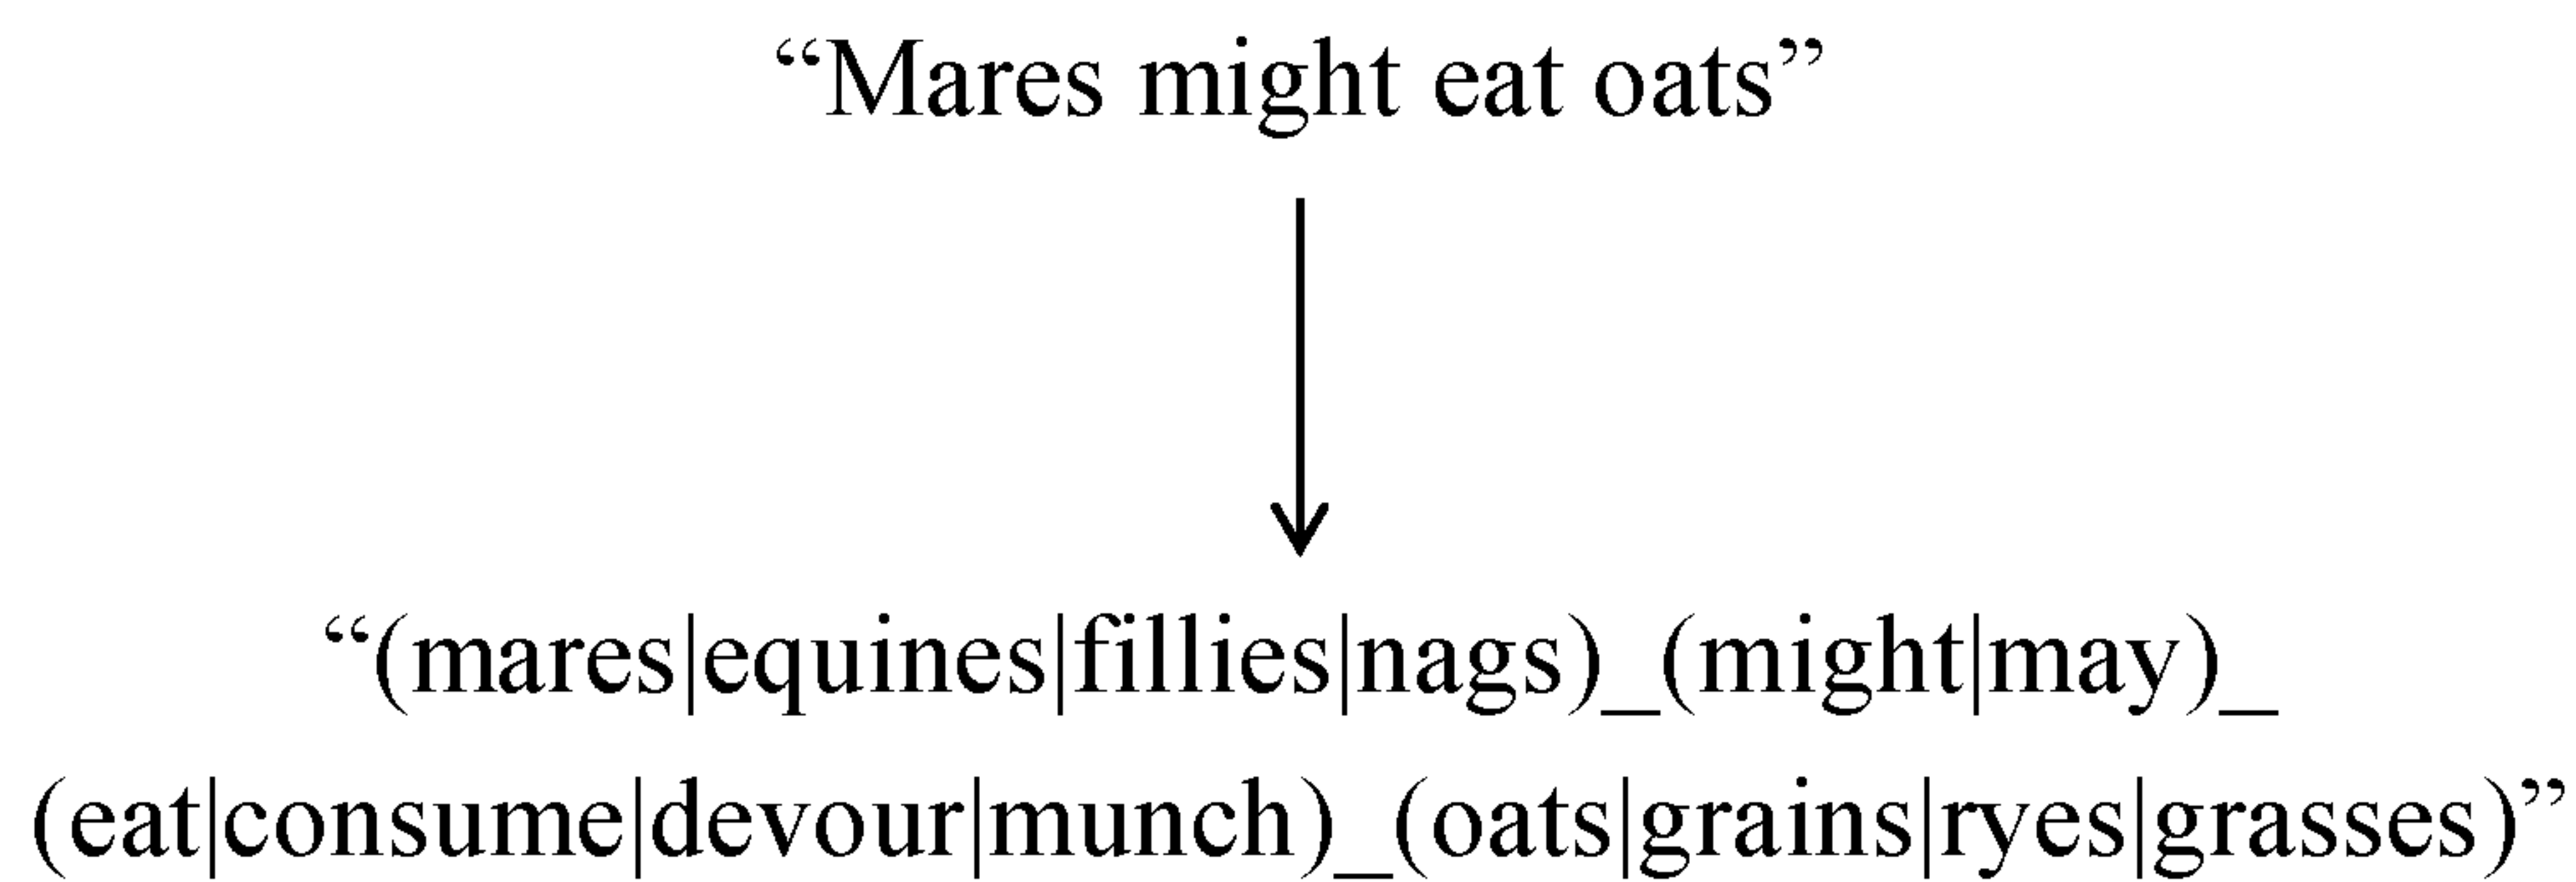 “Mares might eat oats”
“(mares|equines|fillies|nags)_(might|may)_
(eat|consume|devour|munch)_(oats|grains|ryes|grasses)”